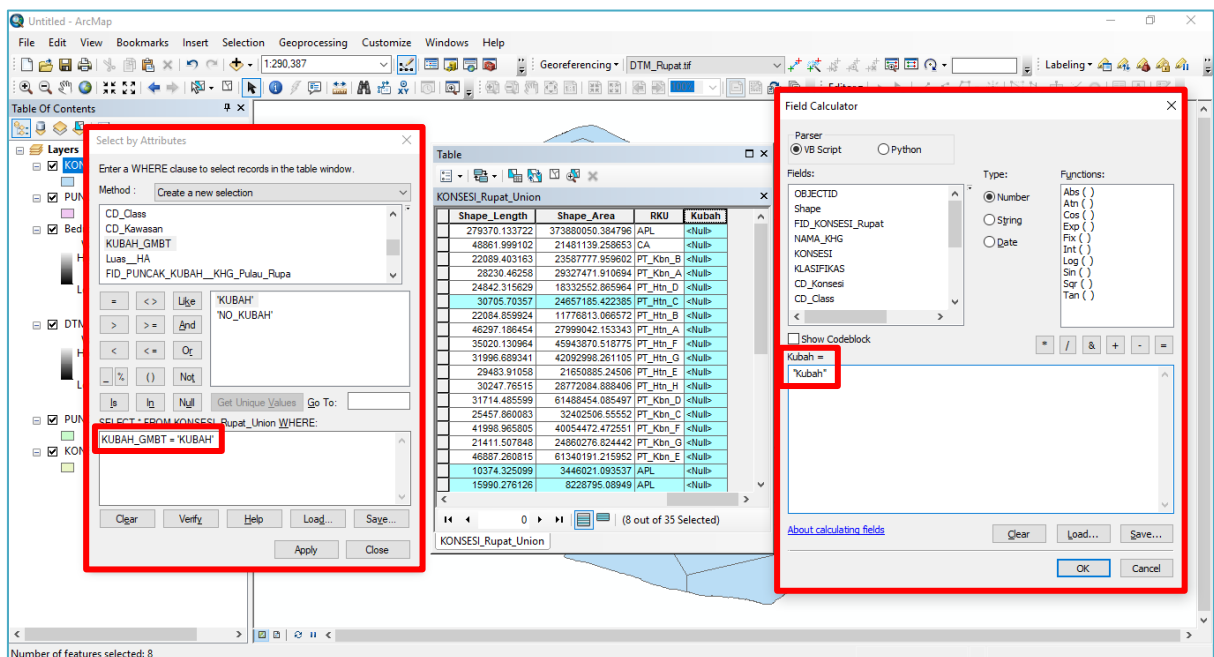 Untitled - ArcMap
File Edit View Bookmarks Insert Selection Geoprocessing Customize Windows Help
1:290,387
Georeferencing
DTM_Rupat.tif
Labeling
Table Of Contents
Layers
KON
PUN
Bed
DTM
PUN
KON
Select by Attributes
Enter a WHERE clause to select records in the table window.
Method : Create a new selection
CD_Class
CD_Kawasan
KUBAH_GMBT
Luas__HA
FID_PUNCAK_KUBAH__KHG_Pulau_Rupa
= < > Like
> > = And
< < = Or
_ % () Not
Is In Null
'KUBAH'
'NO_KUBAH'
Get Unique Values Go To:
SELECT * FROM KONSESI_Rupat_Union WHERE:
KUBAH_GMBT = 'KUBAH'
Clear Verify Help Load... Save...
Apply Close
Table
KONSESI_Rupat_Union
Shape_Length Shape_Area RKU Kubah
279370.133722 373880050.384796 APL <Null>
48861.999102 21481139.258653 CA <Null>
22089.403163 23587777.959602 PT_Kbn_B <Null>
28230.46258 29327471.910694 PT_Kbn_A <Null>
24842.315629 18332552.865964 PT_Htn_D <Null>
30705.70357 24657185.422385 PT_Htn_C <Null>
22084.859924 11776813.066572 PT_Htn_B <Null>
46297.186454 27999042.153343 PT_Htn_A <Null>
35020.130964 45943870.518775 PT_Htn_F <Null>
31996.689341 42092998.261105 PT_Htn_G <Null>
29483.91058 21650885.24506 PT_Htn_E <Null>
30247.76515 28772084.888406 PT_Htn_H <Null>
31714.485599 61488454.085497 PT_Kbn_D <Null>
25457.860083 32402506.55552 PT_Kbn_C <Null>
41998.965805 40054472.472551 PT_Kbn_F <Null>
21411.507848 24860276.824442 PT_Kbn_G <Null>
46887.260815 61340191.215952 PT_Kbn_E <Null>
10374.325099 3446021.093537 APL <Null>
15990.276126 8228795.08949 APL <Null>
0
(8 out of 35 Selected)
KONSESI_Rupat_Union
Field Calculator
Parser
VB Script Python
Fields:
OBJECTID
Shape
FID_KONSESI_Rupat
NAMA_KHG
KONSESI
KLASIFIKAS
CD_Konsesi
CD_Class
Type:
Number
String
Date
Functions:
Abs ( )
Atn ( )
Cos ( )
Exp ( )
Fix ( )
Int ( )
Log ( )
Sin ( )
Sqr ( )
Tan ( )
Show Codeblock
* / & + - =
Kubah =
"Kubah"
About calculating fields
Clear Load... Save...
OK Cancel
Number of features selected: 8